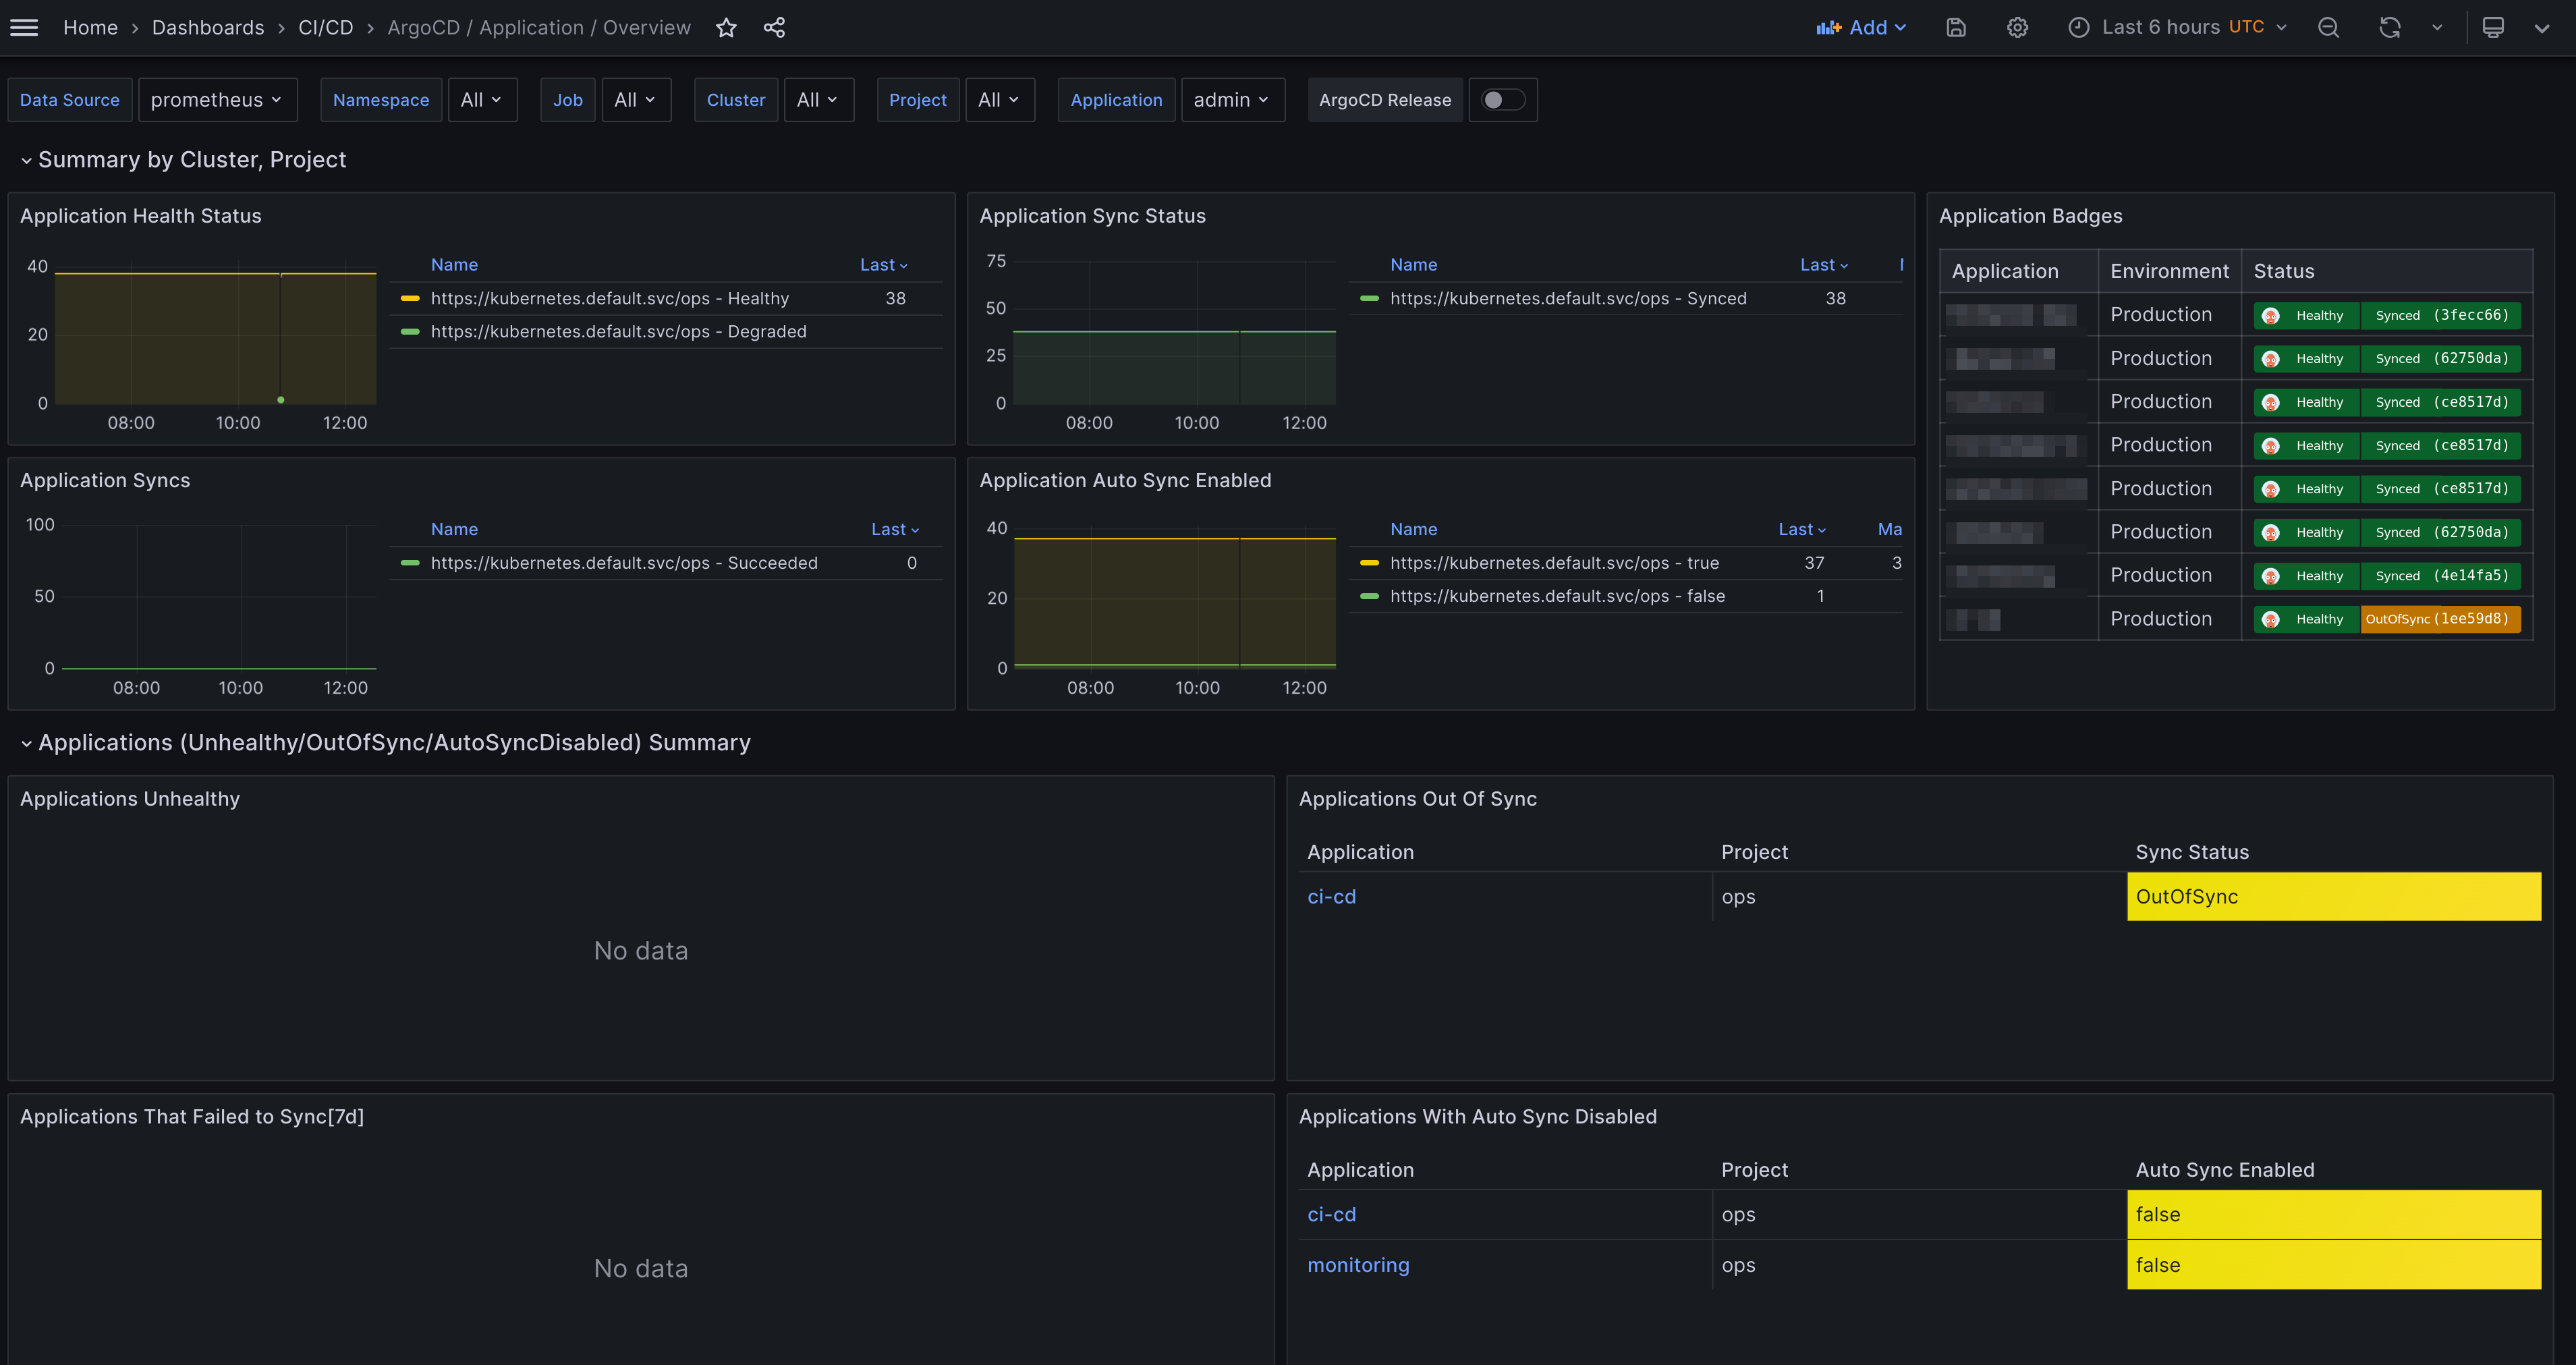 Home › Dashboards › CI/CD › ArgoCD / Application / Overview
Add
Last 6 hours UTC
Data Source prometheus
Namespace All
Job All
Cluster All
Project All
Application admin
ArgoCD Release
Summary by Cluster, Project
Application Health Status
40
20
0
08:00 10:00 12:00
Name Last
https://kubernetes.default.svc/ops - Healthy 38
https://kubernetes.default.svc/ops - Degraded
Application Sync Status
75
50
25
0
08:00 10:00 12:00
Name Last
https://kubernetes.default.svc/ops - Synced 38
Application Badges
Application Environment Status
Production Healthy Synced (3fecc66)
Production Healthy Synced (62750da)
Production Healthy Synced (ce8517d)
Production Healthy Synced (ce8517d)
Production Healthy Synced (ce8517d)
Production Healthy Synced (62750da)
Production Healthy Synced (4e14fa5)
Production Healthy OutOfSync (1ee59d8)
Application Syncs
100
50
0
08:00 10:00 12:00
Name Last
https://kubernetes.default.svc/ops - Succeeded 0
Application Auto Sync Enabled
40
20
0
08:00 10:00 12:00
Name Last Ma
https://kubernetes.default.svc/ops - true 37 3
https://kubernetes.default.svc/ops - false 1
Applications (Unhealthy/OutOfSync/AutoSyncDisabled) Summary
Applications Unhealthy
No data
Applications Out Of Sync
Application Project Sync Status
ci-cd ops OutOfSync
Applications That Failed to Sync[7d]
No data
Applications With Auto Sync Disabled
Application Project Auto Sync Enabled
ci-cd ops false
monitoring ops false